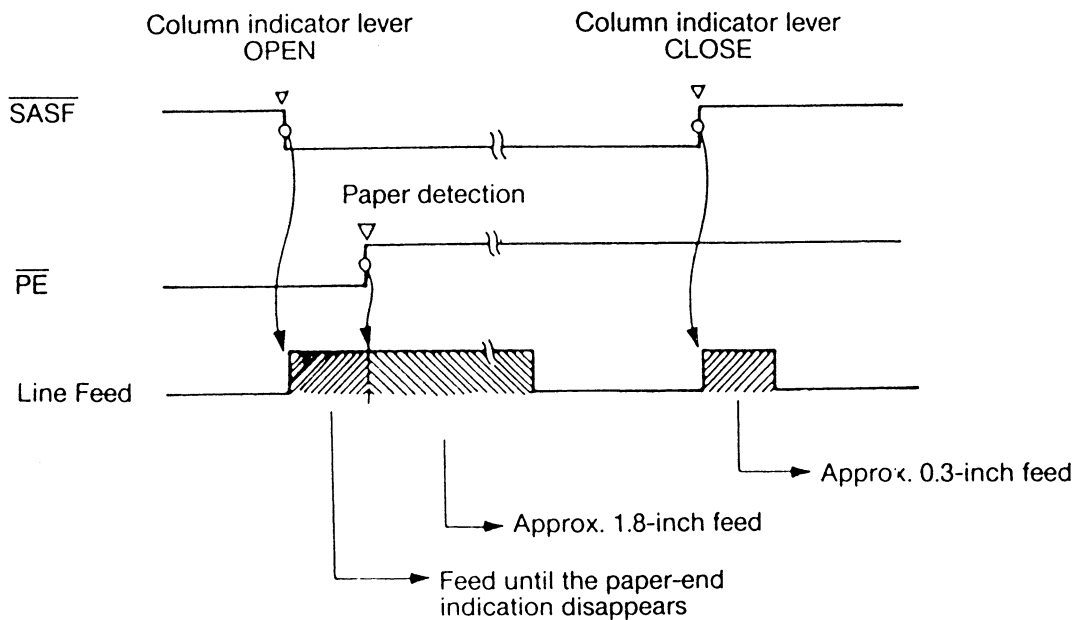 Column indicator lever
OPEN
Column indicator lever
CLOSE
SASF
Paper detection
PE
Line Feed
Approx. 0.3-inch feed
Approx. 1.8-inch feed
Feed until the paper-end
indication disappears